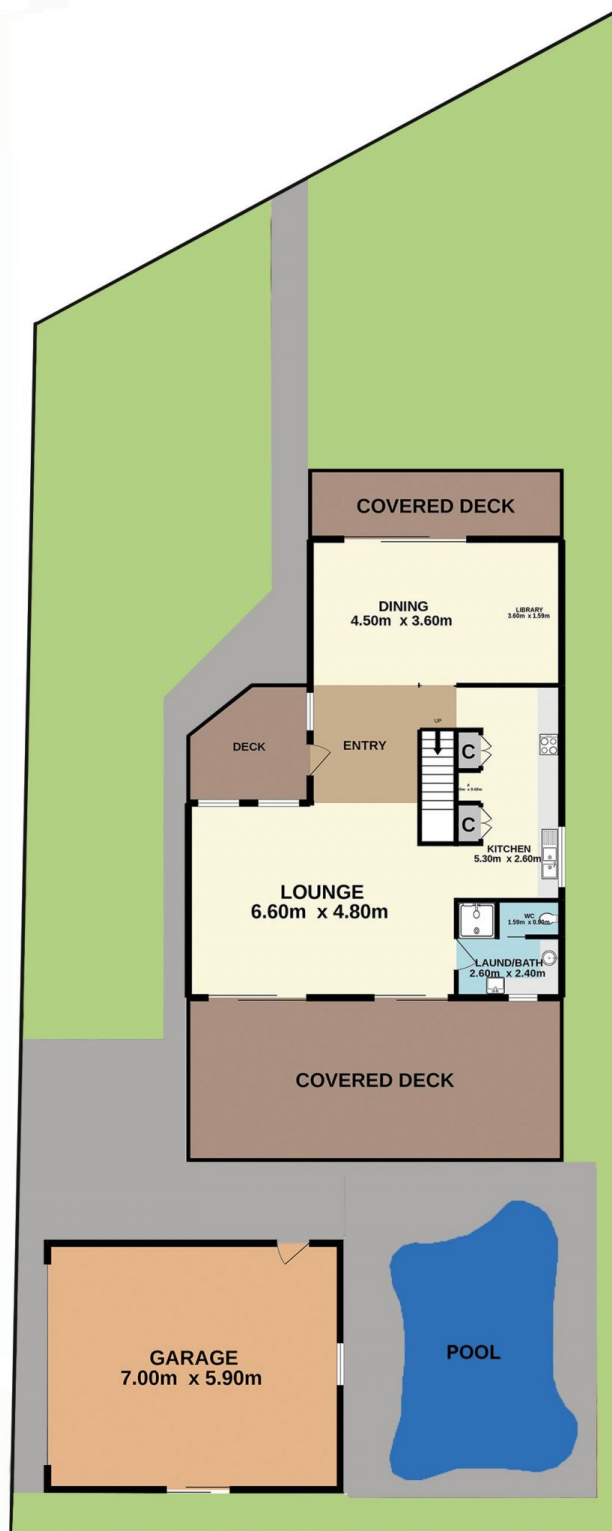 COVERED DECK
DINING
4.50m x 3.60m
LIBRARY
3.60m x 1.59m
UP
DECK
ENTRY
C
P
C
KITCHEN
5.30m x 2.60m
LOUNGE
6.60m x 4.80m
WC
1.59m x 0.90m
LAUND/BATH
2.60m x 2.40m
COVERED DECK
GARAGE
7.00m x 5.90m
POOL